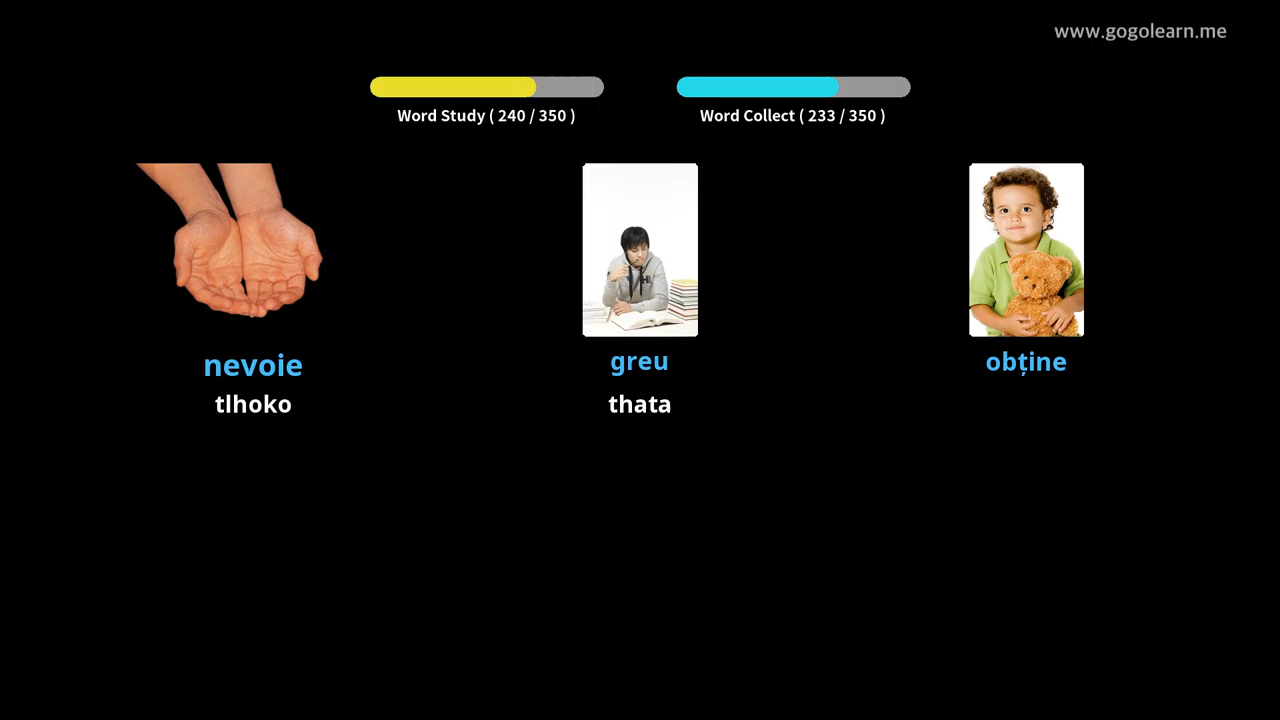 www.gogolearn.me
Word Study ( 240 / 350 )
Word Collect ( 233 / 350 )
nevoie
tlhoko
greu
thata
obține